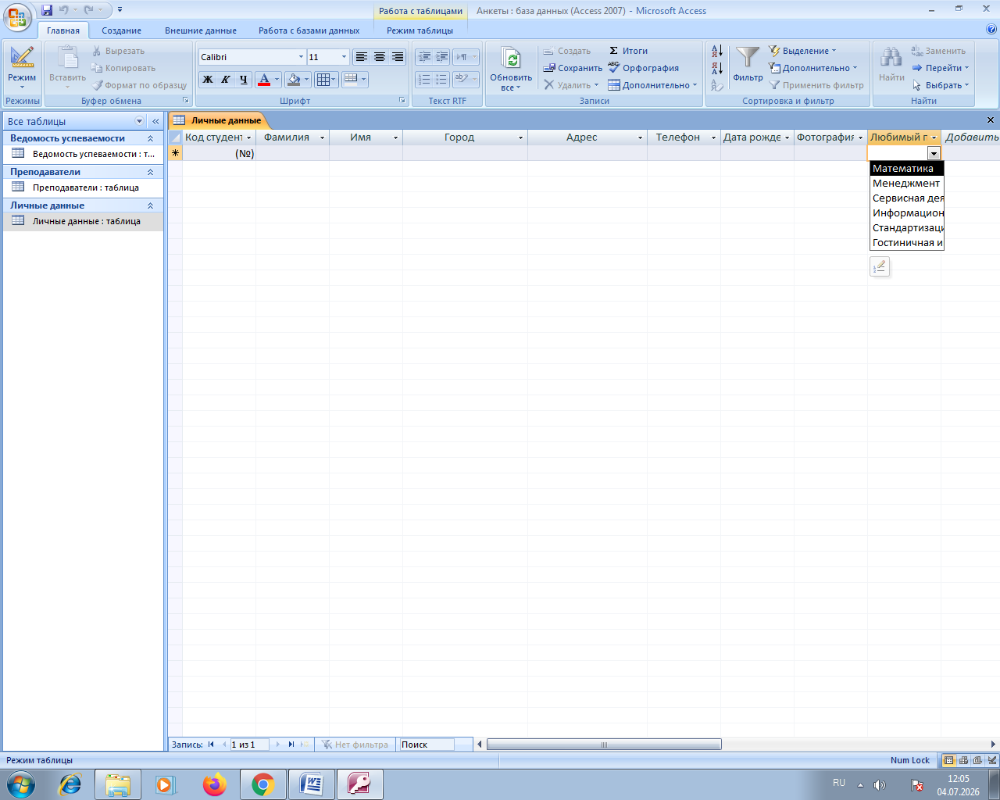 Работа с таблицами
Анкеты : база данных (Access 2007) - Microsoft Access
Главная Создание Внешние данные Работа с базами данных Режим таблицы
Режим
Режимы
Вставить
Вырезать
Копировать
Формат по образцу
Буфер обмена
Calibri 11
Ж К Ч А
Шрифт
Текст RTF
Обновить
все
Создать
Сохранить
Удалить
Σ Итоги
Орфография
Дополнительно
Записи
Фильтр
Выделение
Дополнительно
Применить фильтр
Сортировка и фильтр
Найти
Заменить
Перейти
Выбрать
Найти
Все таблицы
Ведомость успеваемости
Ведомость успеваемости : т...
Преподаватели
Преподаватели : таблица
Личные данные
Личные данные : таблица
Личные данные
Код студент Фамилия Имя Город Адрес Телефон Дата рожде Фотография Любимый п Добавить
(№)
Математика
Менеджмент
Сервисная дея
Информацион
Стандартизаци
Гостиничная и
Запись: 1 из 1 Нет фильтра Поиск
Режим таблицы
Num Lock
RU
12:05
04.07.2026